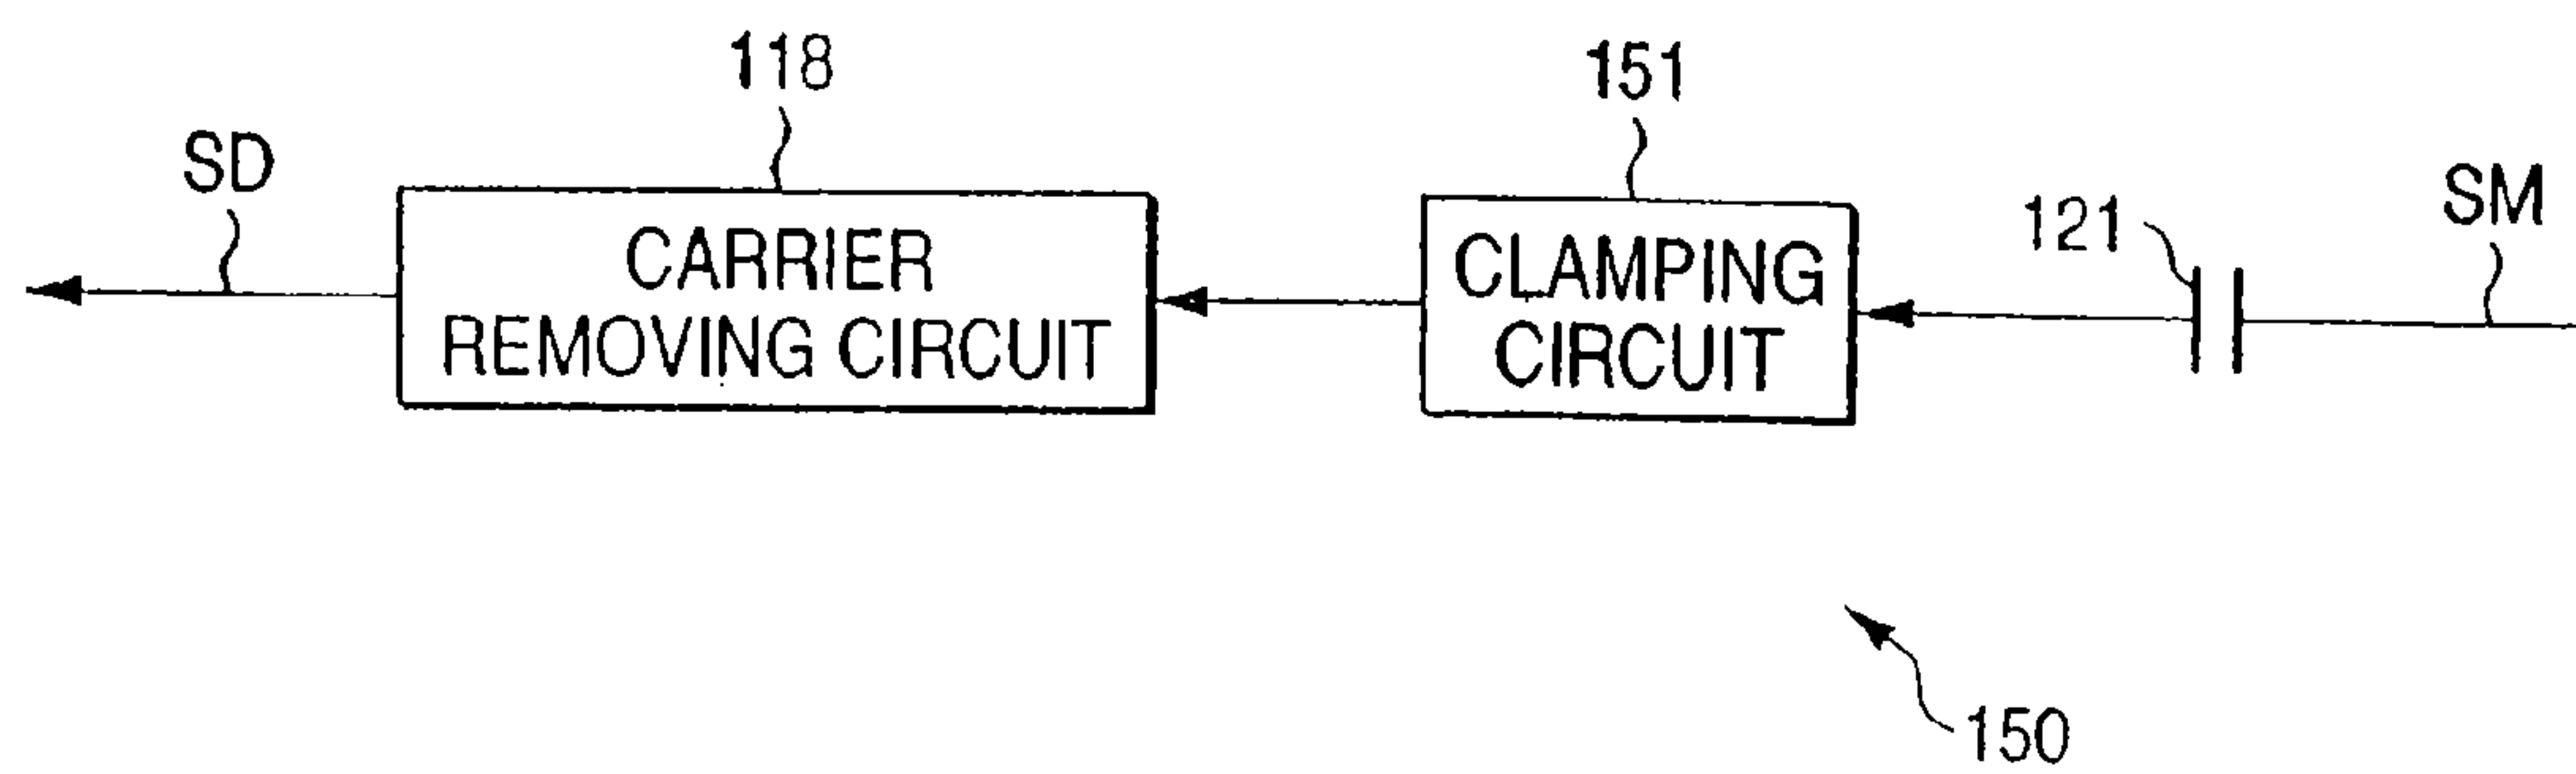 118
151
SD
SM
121
CARRIER
REMOVING CIRCUIT
CLAMPING
CIRCUIT
150